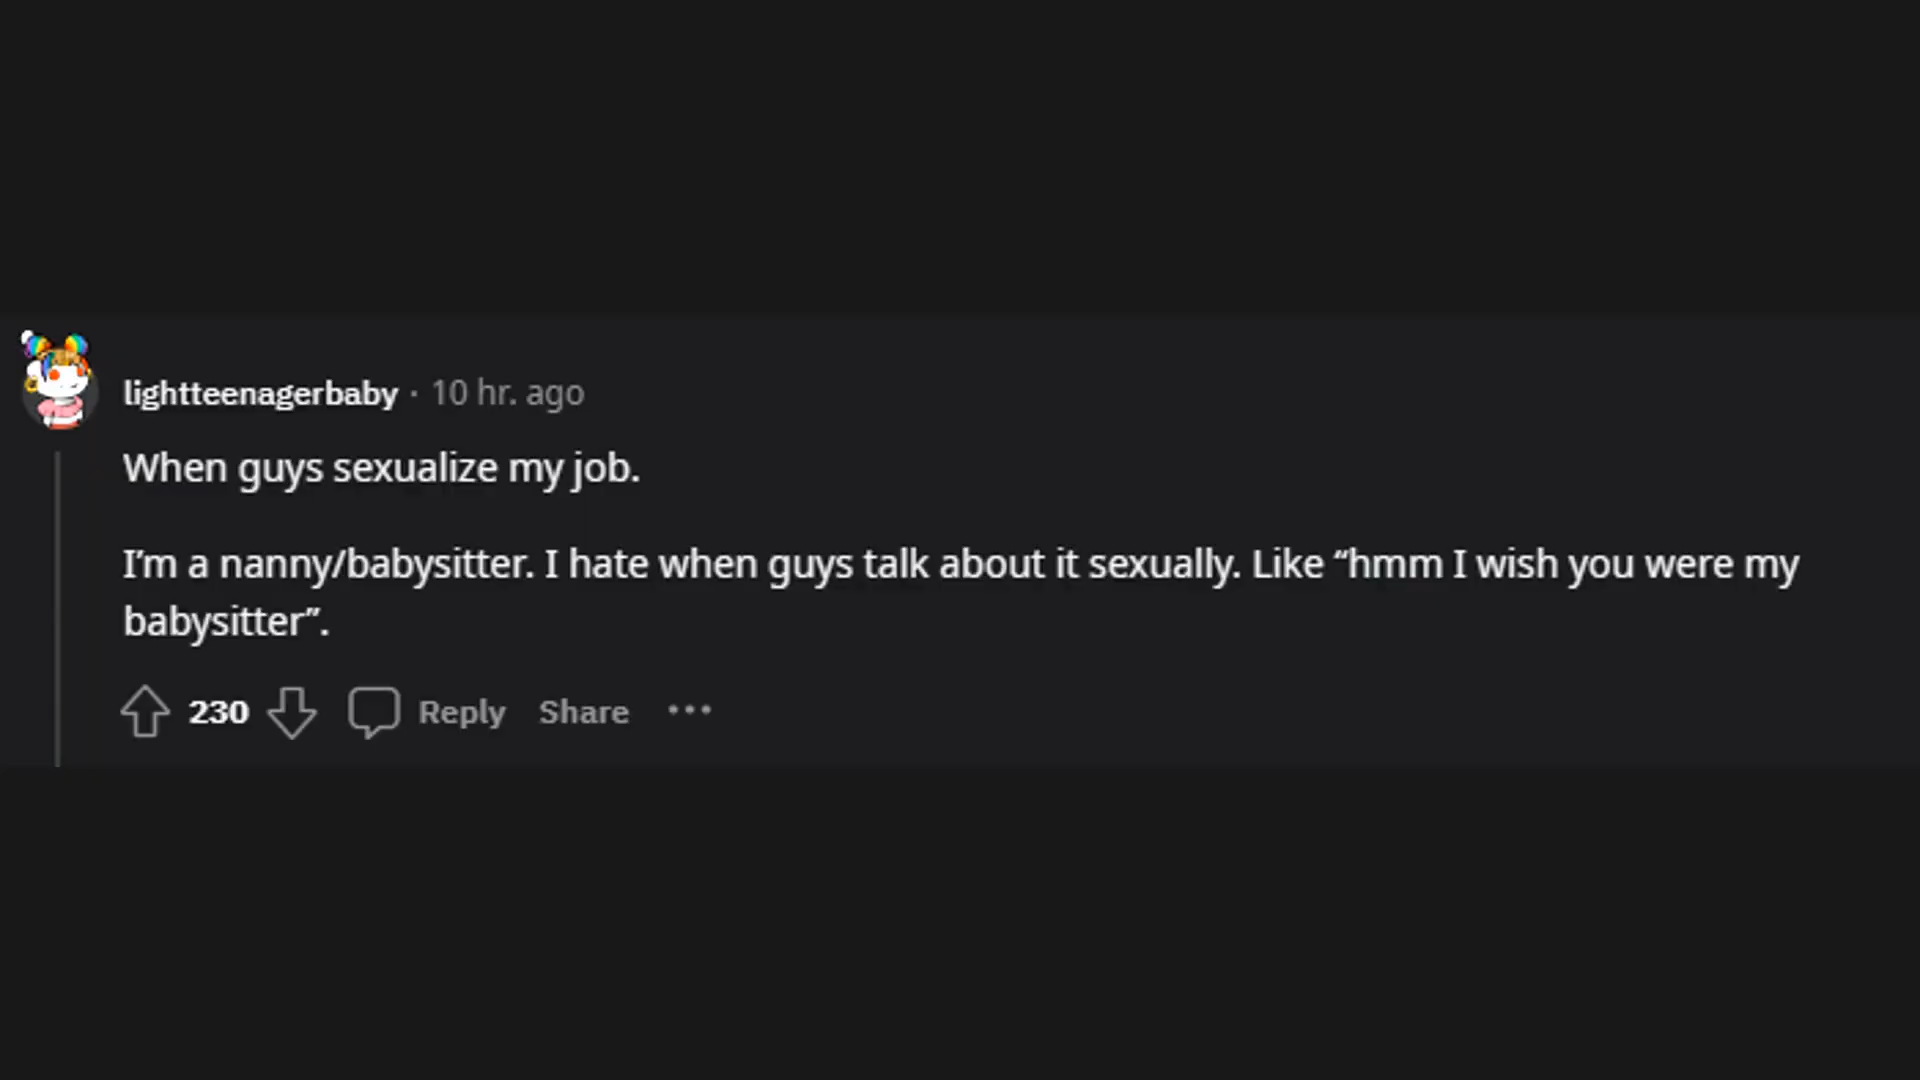 lightteenagerbaby · 10 hr. ago
When guys sexualize my job.
I’m a nanny/babysitter. I hate when guys talk about it sexually. Like “hmm I wish you were my
babysitter”.
230 Reply Share ···